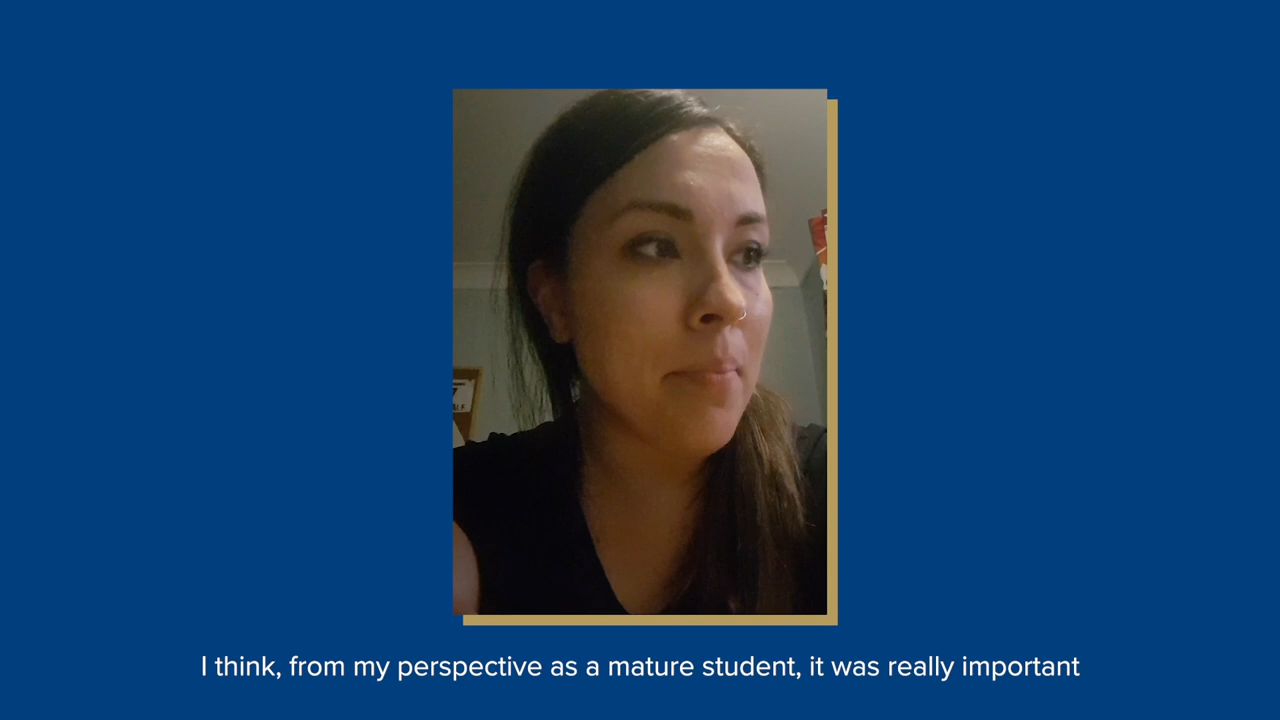 I think, from my perspective as a mature student, it was really important